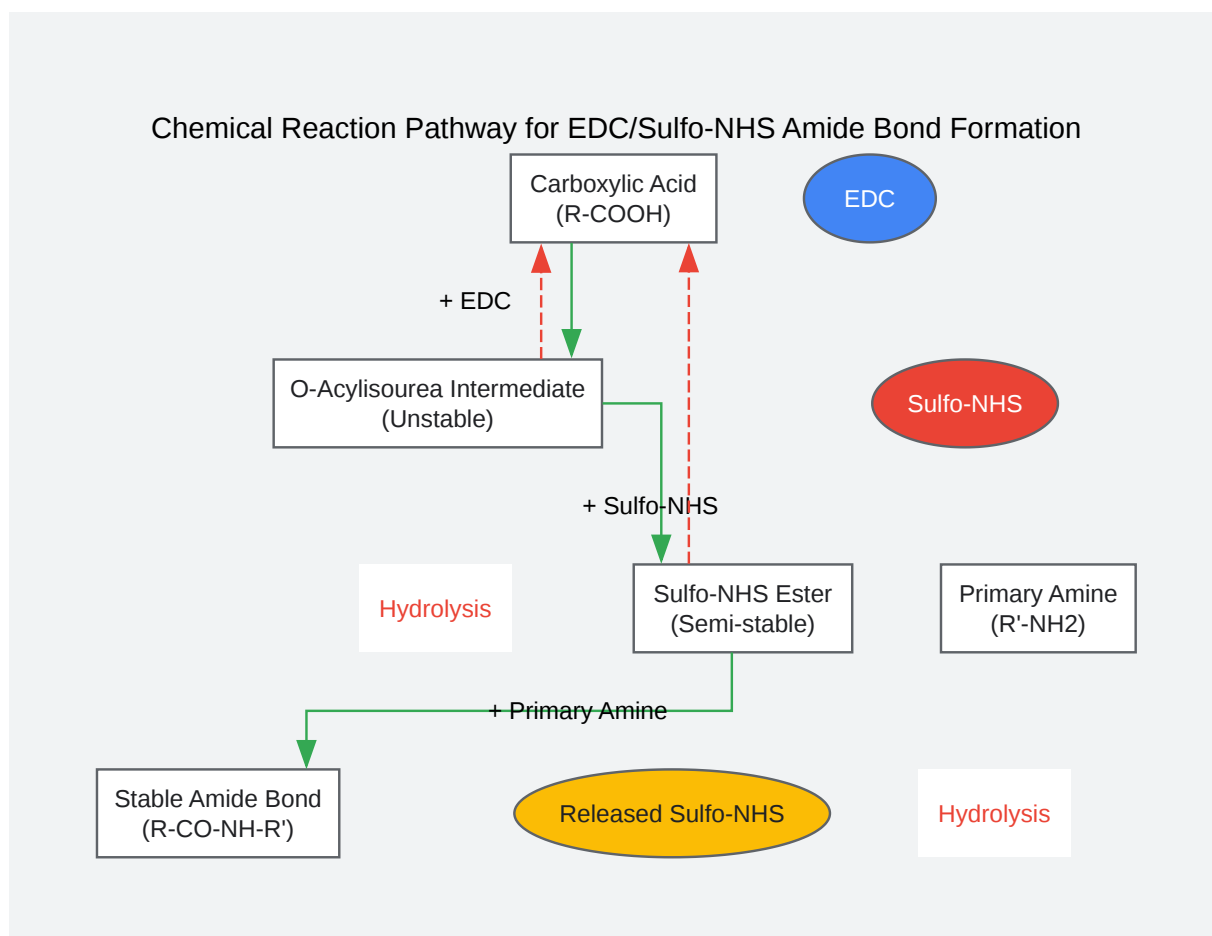 Chemical Reaction Pathway for EDC/Sulfo-NHS Amide Bond Formation
Carboxylic Acid
(R-COOH)
EDC
+ EDC
O-Acylisourea Intermediate
(Unstable)
Sulfo-NHS
+ Sulfo-NHS
Hydrolysis
Sulfo-NHS Ester
(Semi-stable)
Primary Amine
(R'-NH2)
+ Primary Amine
Stable Amide Bond
(R-CO-NH-R')
Released Sulfo-NHS
Hydrolysis